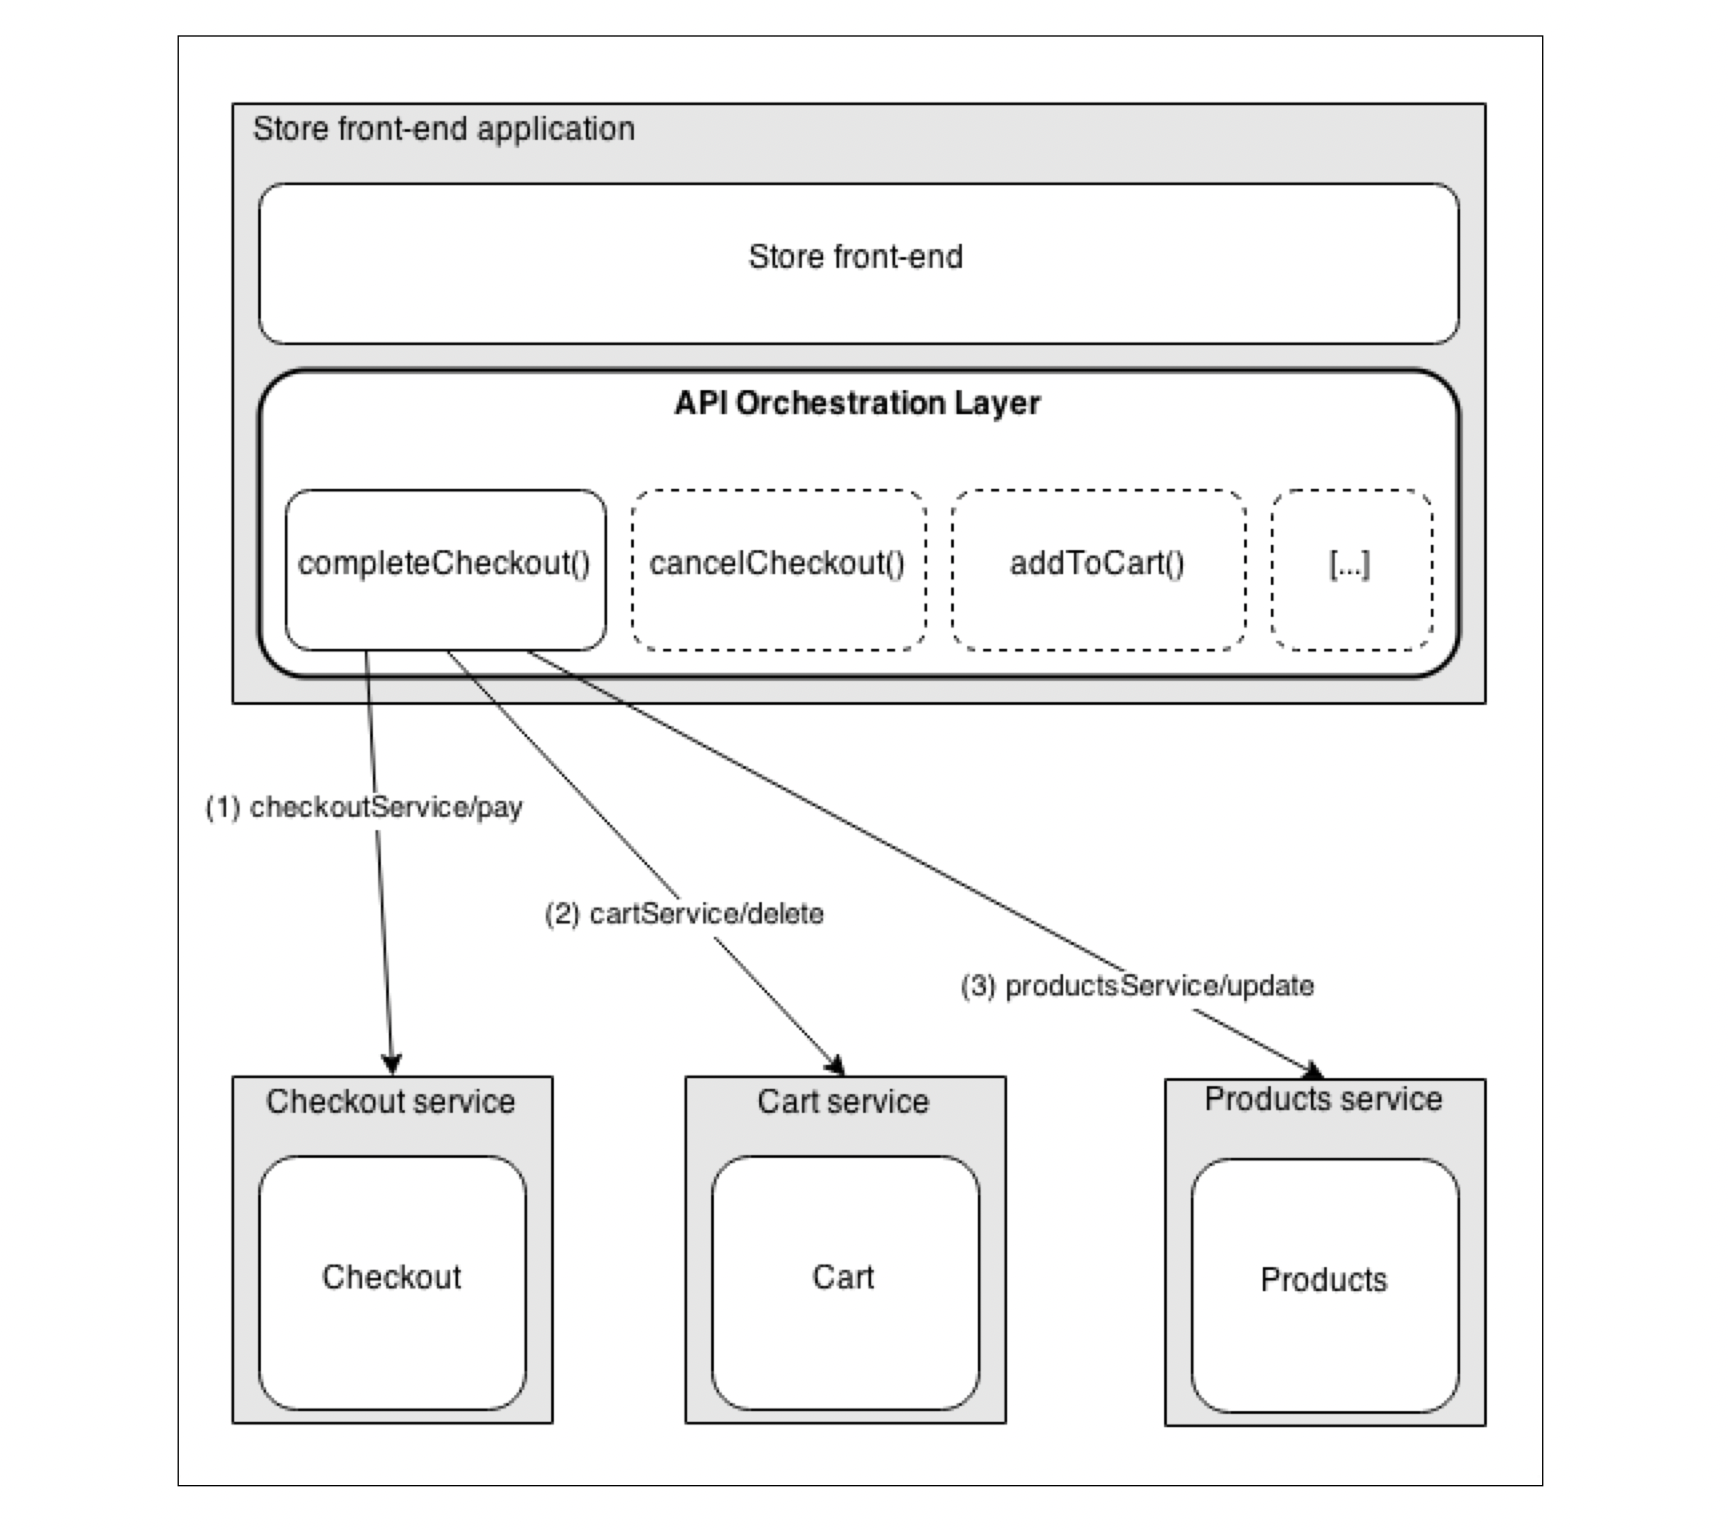 Store front-end application
Store front-end
API Orchestration Layer
completeCheckout()
cancelCheckout()
addToCart()
[...]
(1) checkoutService/pay
(2) cartService/delete
(3) productsService/update
Checkout service
Cart service
Products service
Checkout
Cart
Products